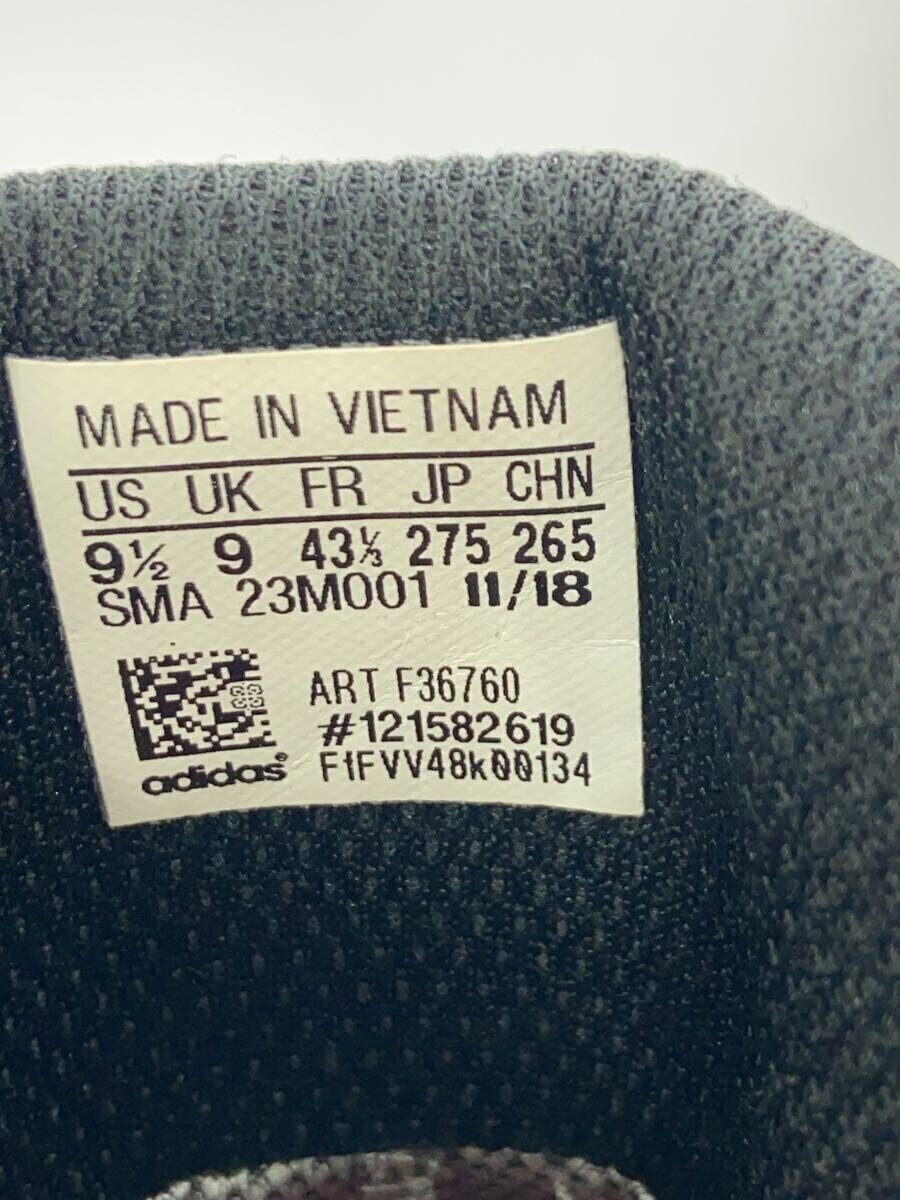 MADE IN VIETNAM
US UK FR JP CHN
9½ 9 43⅓ 275 265
SMA 23M001 11/18
ART F36760
#121582619
adidas® F1FVV48k00134